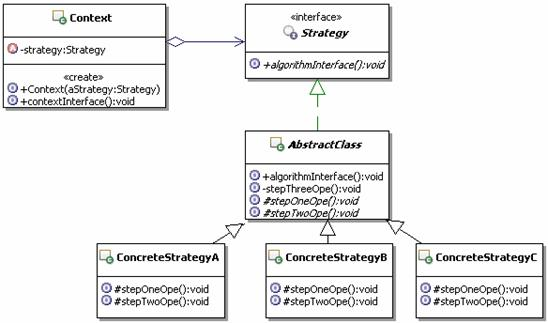 Context
-strategy:Strategy
«create»
+Context(aStrategy:Strategy)
+contextInterface():void
«interface»
Strategy
+algorithmInterface():void
AbstractClass
+algorithmInterface():void
-stepThreeOpe():void
#stepOneOpe():void
#stepTwoOpe():void
ConcreteStrategyA
#stepOneOpe():void
#stepTwoOpe():void
ConcreteStrategyB
#stepOneOpe():void
#stepTwoOpe():void
ConcreteStrategyC
#stepOneOpe():void
#stepTwoOpe():void